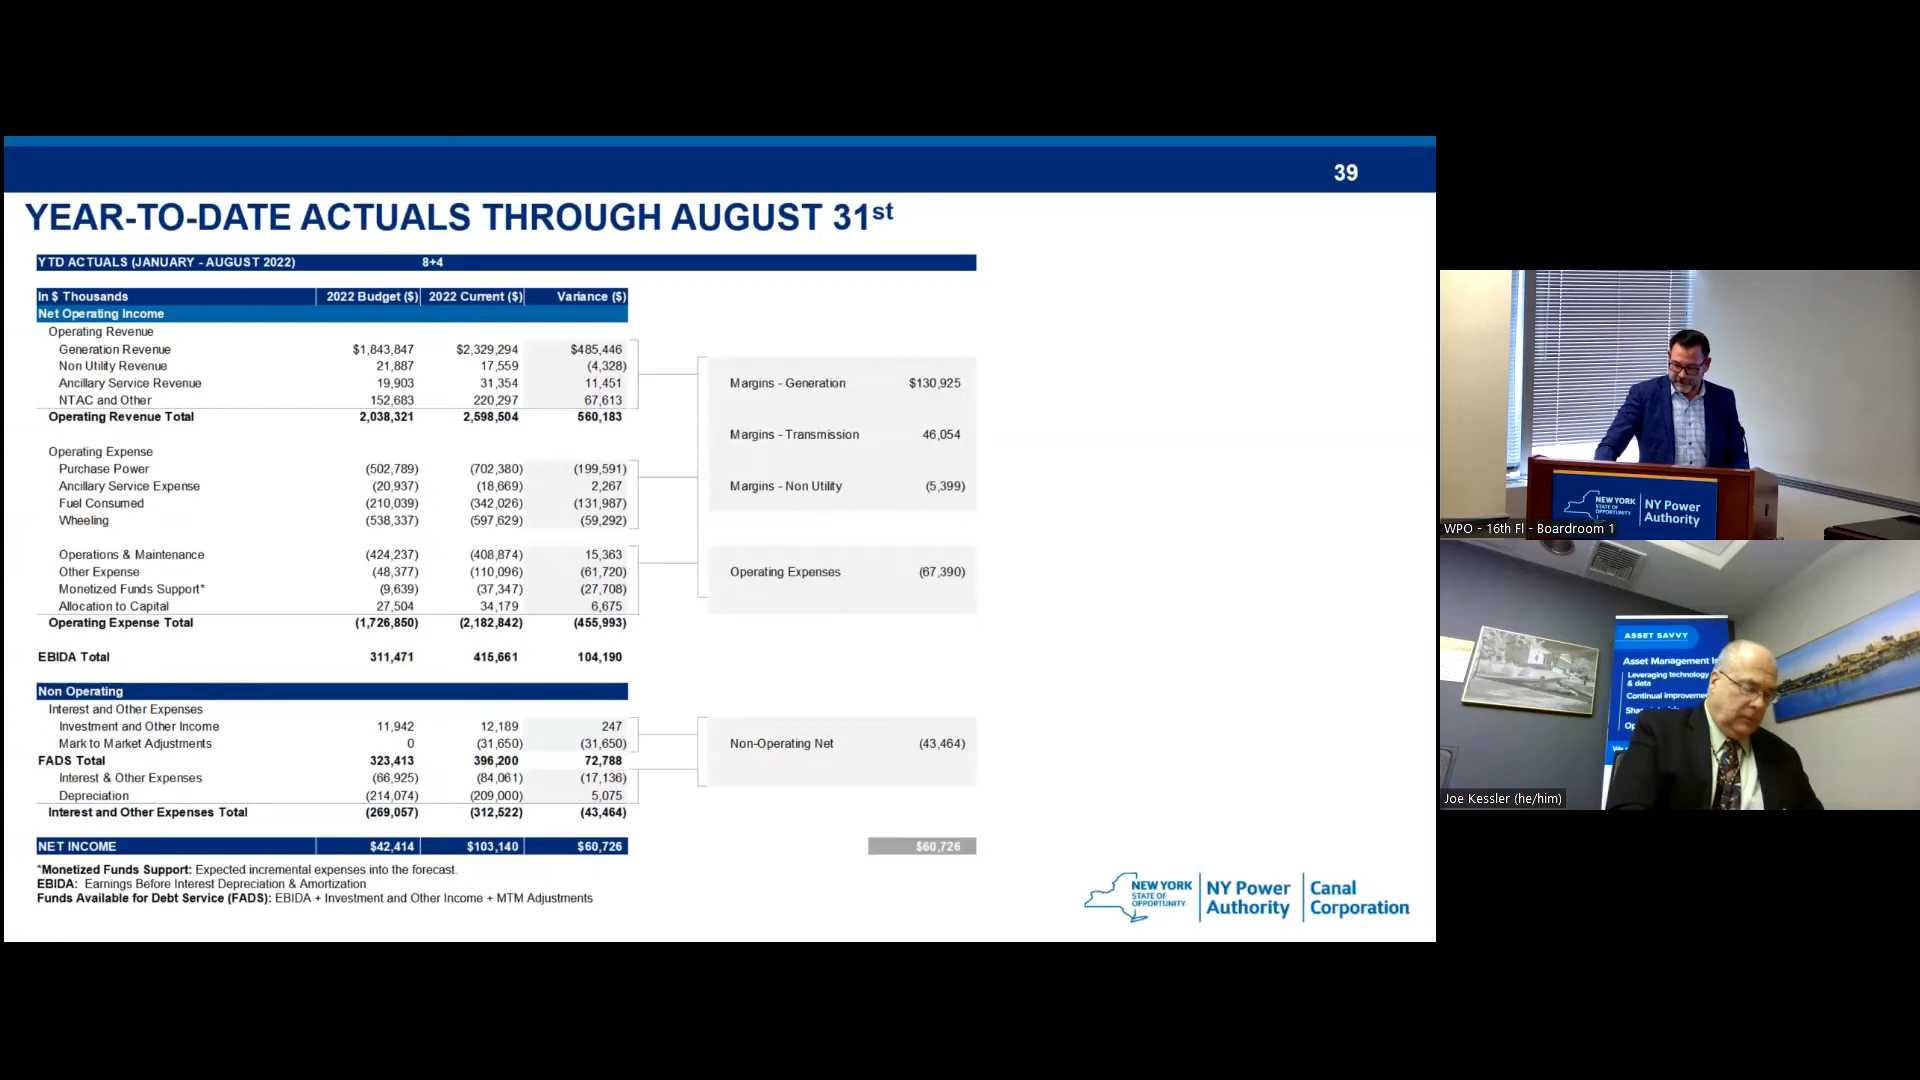 39
YEAR-TO-DATE ACTUALS THROUGH AUGUST 31st
YTD ACTUALS (JANUARY - AUGUST 2022) 8+4
In $ Thousands 2022 Budget ($) 2022 Current ($) Variance ($)
Net Operating Income
Operating Revenue
Generation Revenue $1,843,847 $2,329,294 $485,446
Non Utility Revenue 21,887 17,559 (4,328)
Ancillary Service Revenue 19,903 31,354 11,451
NTAC and Other 152,683 220,297 67,613
Operating Revenue Total 2,038,321 2,598,504 560,183
Operating Expense
Purchase Power (502,789) (702,380) (199,591)
Ancillary Service Expense (20,937) (18,669) 2,267
Fuel Consumed (210,039) (342,026) (131,987)
Wheeling (538,337) (597,629) (59,292)
Operations & Maintenance (424,237) (408,874) 15,363
Other Expense (48,377) (110,096) (61,720)
Monetized Funds Support* (9,639) (37,347) (27,708)
Allocation to Capital 27,504 34,179 6,675
Operating Expense Total (1,726,850) (2,182,842) (455,993)
EBIDA Total 311,471 415,661 104,190
Non Operating
Interest and Other Expenses
Investment and Other Income 11,942 12,189 247
Mark to Market Adjustments 0 (31,650) (31,650)
FADS Total 323,413 396,200 72,788
Interest & Other Expenses (66,925) (84,061) (17,136)
Depreciation (214,074) (209,000) 5,075
Interest and Other Expenses Total (269,057) (312,522) (43,464)
NET INCOME $42,414 $103,140 $60,726
Margins - Generation $130,925
Margins - Transmission 46,054
Margins - Non Utility (5,399)
Operating Expenses (67,390)
Non-Operating Net (43,464)
$60,726
*Monetized Funds Support: Expected incremental expenses into the forecast.
EBIDA: Earnings Before Interest Depreciation & Amortization
Funds Available for Debt Service (FADS): EBIDA + Investment and Other Income + MTM Adjustments
NEW YORK
STATE OF
OPPORTUNITY.
NY Power
Authority
Canal
Corporation
NEW YORK
STATE OF
OPPORTUNITY.
NY Power
Authority
WPO - 16th Fl - Boardroom 1
ASSET SAVVY
Asset Management
Leveraging technology
& data
Continual
Joe Kessler (he/him)